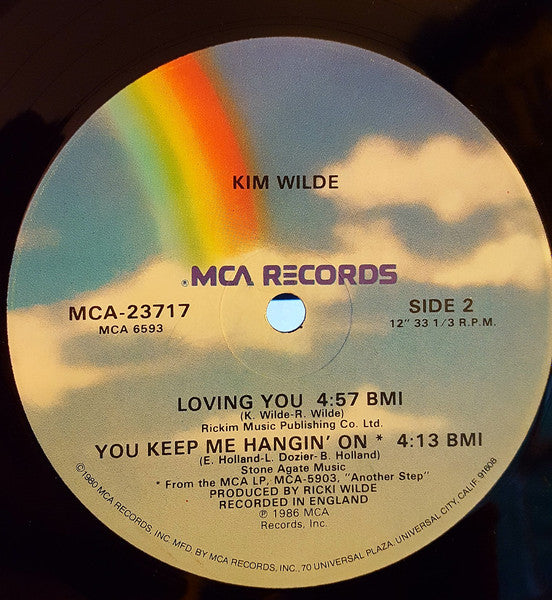 KIM WILDE
®MCA RECORDS
MCA-23717
MCA 6593
SIDE 2
12" 33 1/3 R.P.M.
LOVING YOU 4:57 BMI
(K. Wilde-R. Wilde)
Rickim Music Publishing Co. Ltd.
YOU KEEP ME HANGIN' ON * 4:13 BMI
(E. Holland-L. Dozier-B. Holland)
Stone Agate Music
* From the MCA LP, MCA-5903, "Another Step"
PRODUCED BY RICKI WILDE
RECORDED IN ENGLAND
℗ 1986 MCA
Records, Inc.
©1980 MCA RECORDS, INC. MFD. BY MCA RECORDS, INC., 70 UNIVERSAL PLAZA, UNIVERSAL CITY, CALIF. 91608